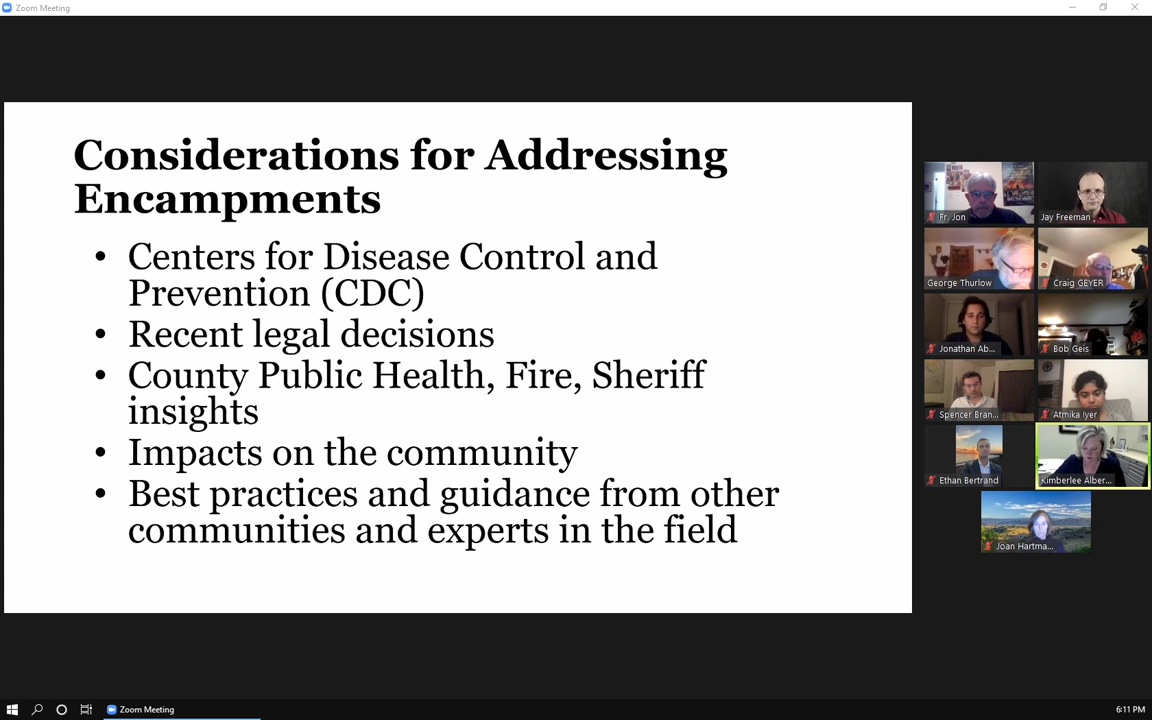 Zoom Meeting
Considerations for Addressing
Encampments
• Centers for Disease Control and
Prevention (CDC)
• Recent legal decisions
• County Public Health, Fire, Sheriff
insights
• Impacts on the community
• Best practices and guidance from other
communities and experts in the field
Fr. Jon
Jay Freeman
George Thurlow
Craig GEYER
Jonathan Ab...
Bob Geis
Spencer Bran...
Atmika Iyer
Ethan Bertrand
Kimberlee Alber...
Joan Hartma...
Zoom Meeting
6:11 PM